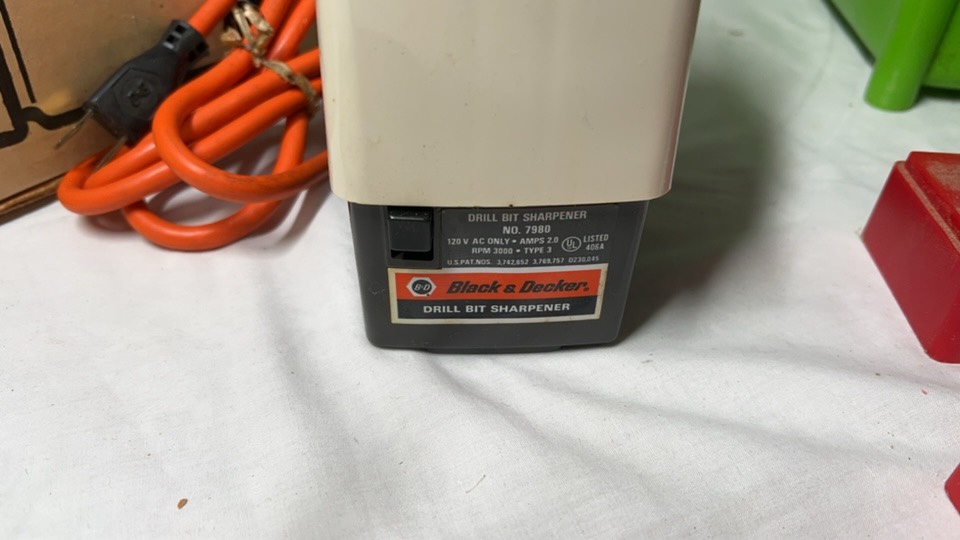 DRILL BIT SHARPENER
NO. 7980
120 V AC ONLY • AMPS 2.0
RPM 3000 • TYPE 3
UL LISTED
406A
U.S. PAT. NOS. 3,742,652 3,769,757 D230,045
B&D Black & Decker®
DRILL BIT SHARPENER